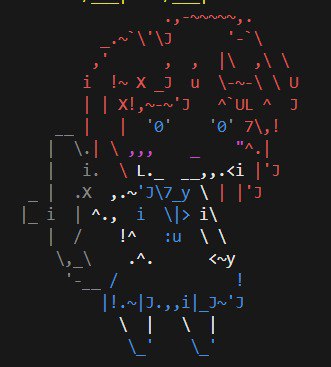 .,-~~~~~,.
_.~`\'\J '-`\
,' , , |\ ,\ \
i !~ X _J u \-~-\ \ U
| | X!,~-~'J ^`UL ^ J
__ | | '0' '0' 7\,!
| \.| \ ,,, _ "^.|
| i. \ L._ __,,.<i |'J
_ | .X ,.~'J\7_y \ | |'J
|_ i | ^., i \|> i\
| / !^ :u \ \
\,_\ .^. <~y
'-__ / !
|!.~|J.,,i|_J~'J
\ | \ |
\_' \_'